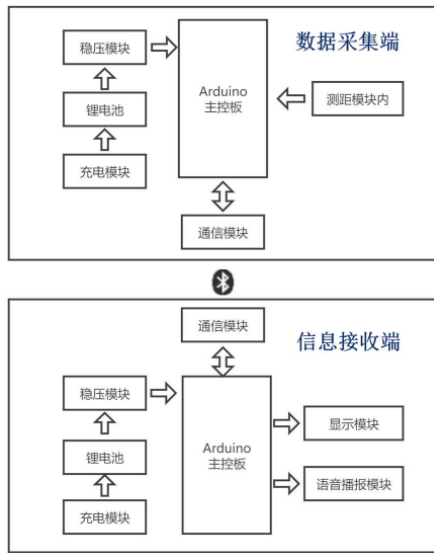 数据采集端
稳压模块
Arduino
主控板
锂电池
测距模块内
充电模块
通信模块
通信模块
信息接收端
稳压模块
Arduino
主控板
显示模块
锂电池
语音播报模块
充电模块